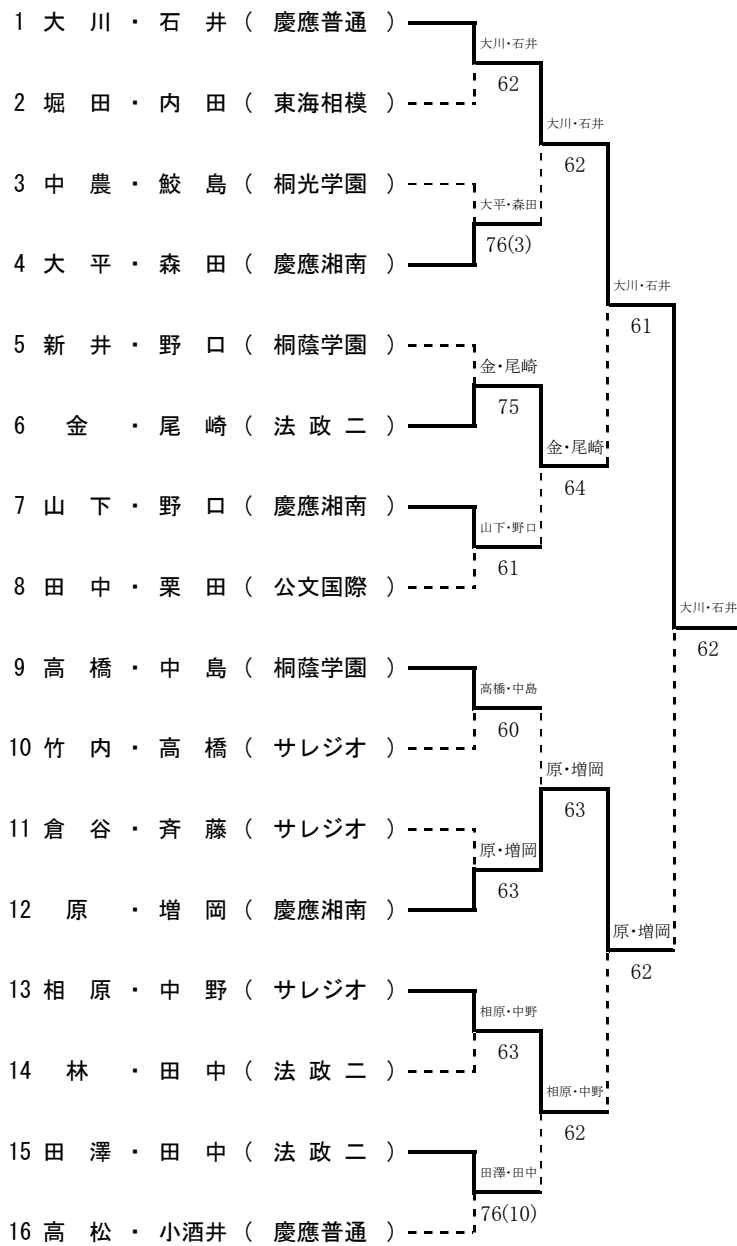 1 大 川 ・ 石 井 ( 慶應普通 )
大川・石井
62
2 堀 田 ・ 内 田 ( 東海相模 )
大川・石井
62
3 中 農 ・ 鮫 島 ( 桐光学園 )
大平・森田
76(3)
4 大 平 ・ 森 田 ( 慶應湘南 )
大川・石井
61
5 新 井 ・ 野 口 ( 桐蔭学園 )
金・尾崎
75
6 金 ・ 尾 崎 ( 法 政 二 )
金・尾崎
64
7 山 下 ・ 野 口 ( 慶應湘南 )
山下・野口
61
8 田 中 ・ 栗 田 ( 公文国際 )
大川・石井
62
9 高 橋 ・ 中 島 ( 桐蔭学園 )
高橋・中島
60
10 竹 内 ・ 高 橋 ( サレジオ )
原・増岡
63
11 倉 谷 ・ 斉 藤 ( サレジオ )
原・増岡
63
12 原 ・ 増 岡 ( 慶應湘南 )
原・増岡
62
13 相 原 ・ 中 野 ( サレジオ )
相原・中野
63
14 林 ・ 田 中 ( 法 政 二 )
相原・中野
62
15 田 澤 ・ 田 中 ( 法 政 二 )
田澤・田中
76(10)
16 高 松 ・ 小酒井 ( 慶應普通 )